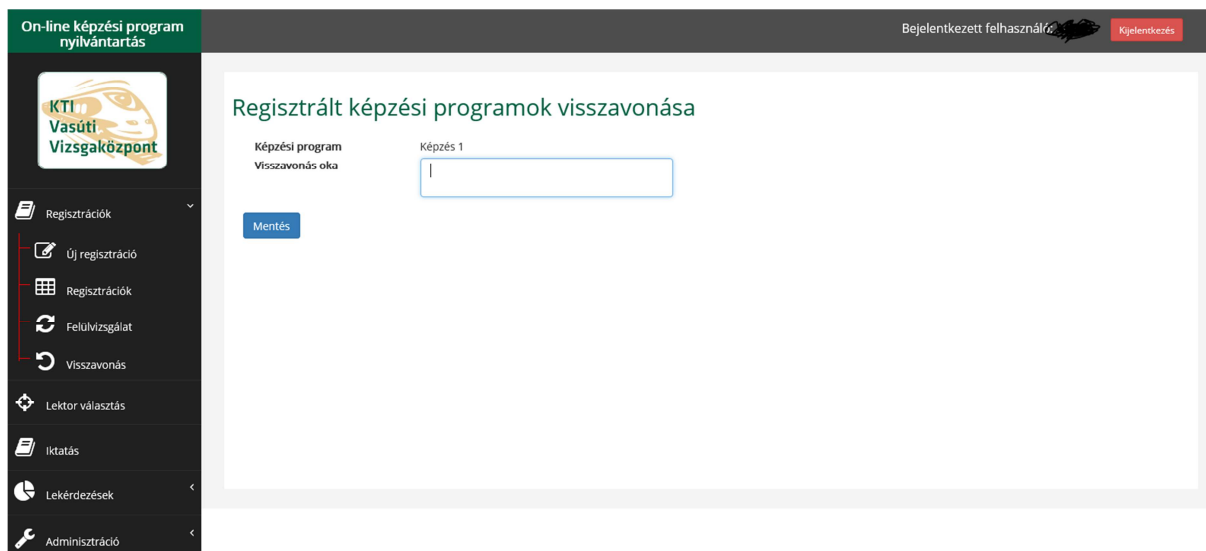 On-line képzési program
nyilvántartás
Bejelentkezett felhasználó:
Kijelentkezés
KTI
Vasúti
Vizsgaközpont
Regisztrációk
Új regisztráció
Regisztrációk
Felülvizsgálat
Visszavonás
Lektor választás
Iktatás
Lekérdezések
Adminisztráció
Regisztrált képzési programok visszavonása
Képzési program Képzés 1
Visszavonás oka
Mentés